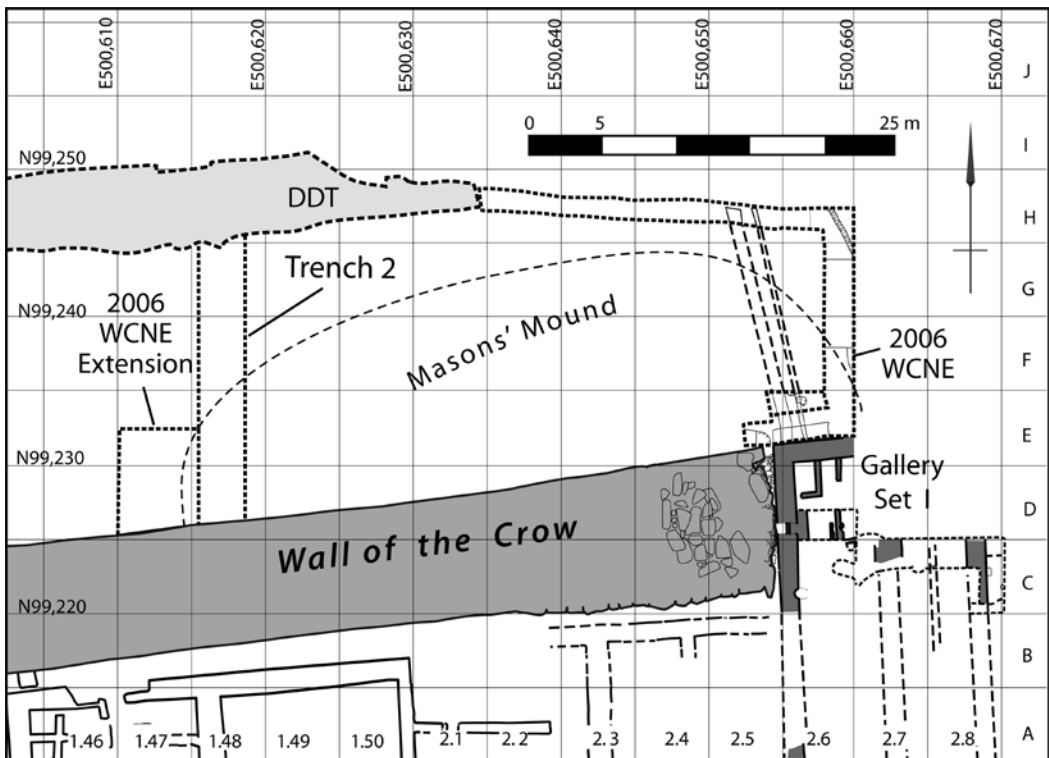 E500,610
E500,620
E500,630
E500,640
E500,650
E500,660
E500,670
J
0 5 25 m
I
N99,250
DDT
H
Trench 2
G
2006
WCNE
Extension
N99,240
Masons' Mound
2006
WCNE
F
E
N99,230
Gallery
Set I
D
Wall of the Crow
C
N99,220
B
1.46 1.47 1.48 1.49 1.50 2.1 2.2 2.3 2.4 2.5 2.6 2.7 2.8 A